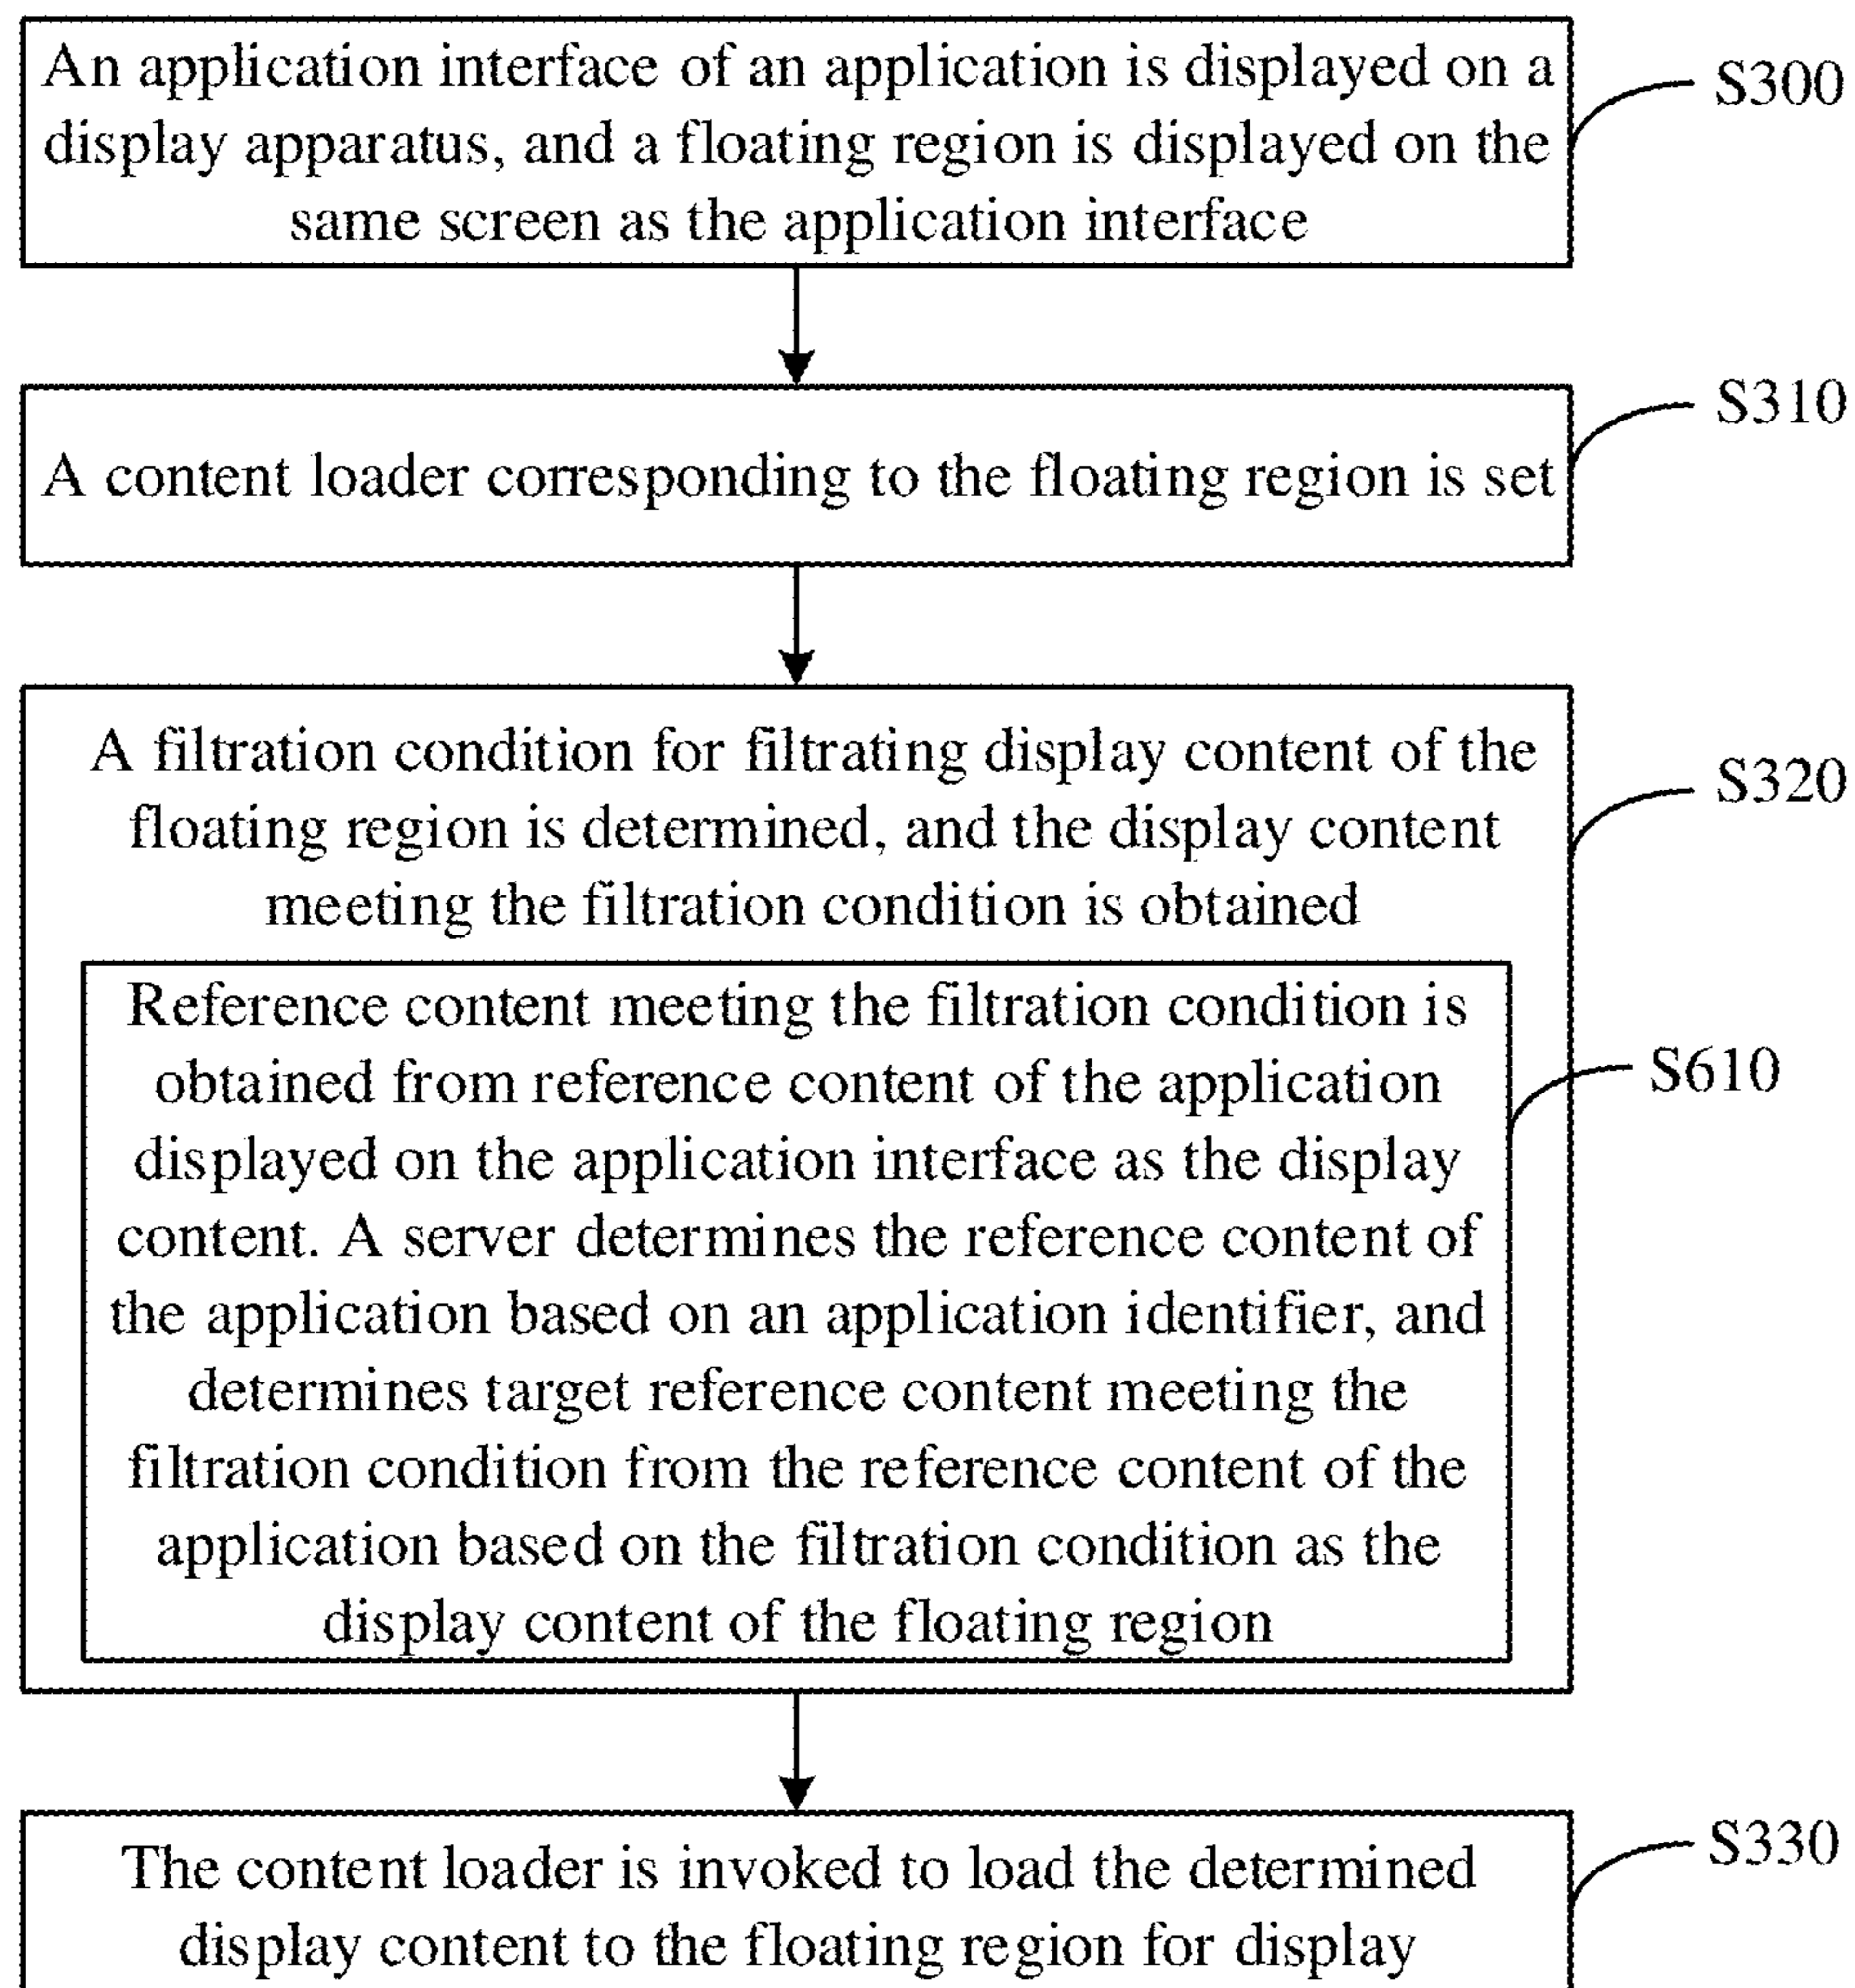 An application interface of an application is displayed on a
display apparatus, and a floating region is displayed on the
same screen as the application interface
S300
A content loader corresponding to the floating region is set
S310
A filtration condition for filtrating display content of the
floating region is determined, and the display content
meeting the filtration condition is obtained
S320
Reference content meeting the filtration condition is
obtained from reference content of the application
displayed on the application interface as the display
content. A server determines the reference content of
the application based on an application identifier, and
determines target reference content meeting the
filtration condition from the reference content of the
application based on the filtration condition as the
display content of the floating region
S610
The content loader is invoked to load the determined
display content to the floating region for display
S330